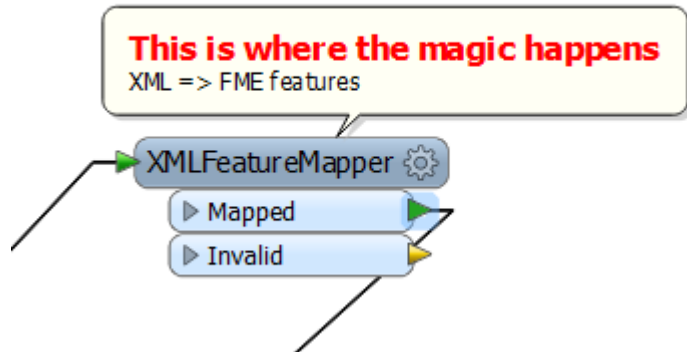 This is where the magic happens
XML => FME features
XMLFeatureMapper
Mapped
Invalid